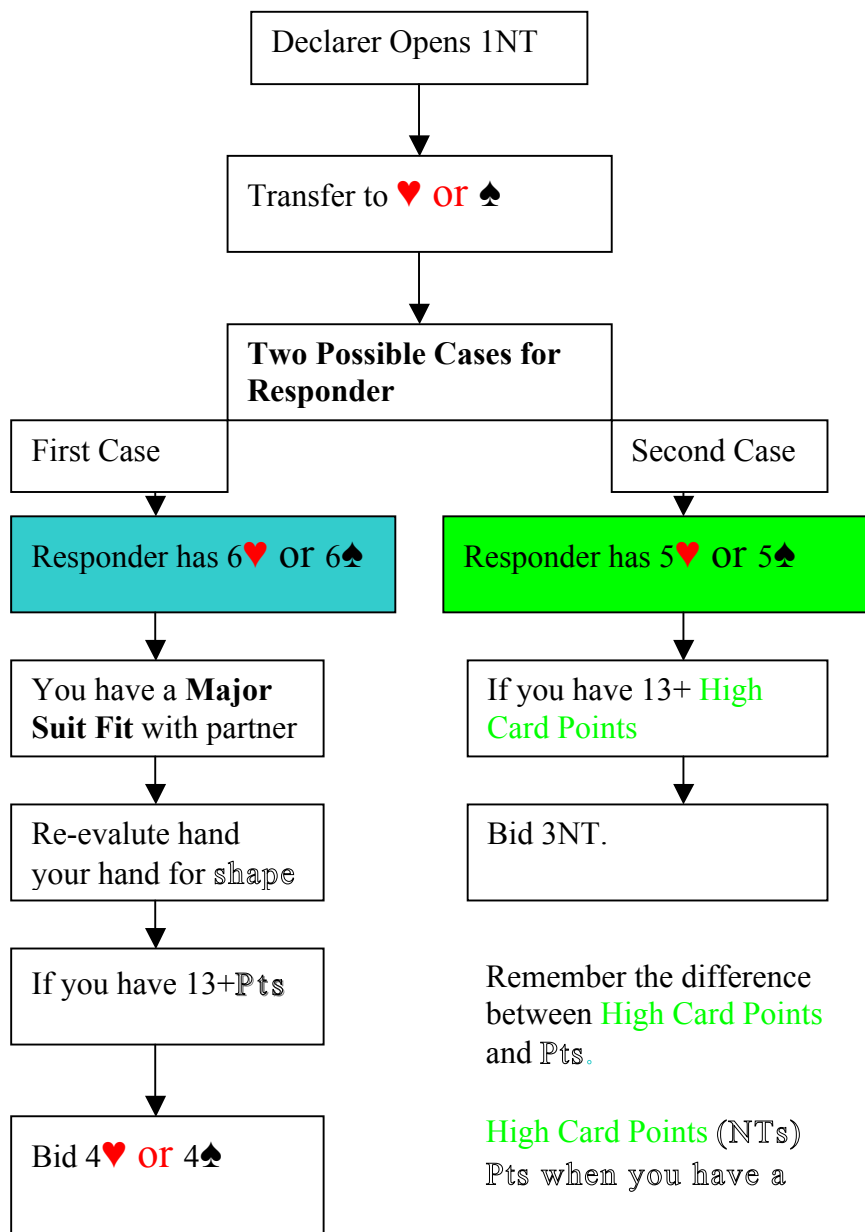 Declarer Opens 1NT
Transfer to ♥ or ♠
Two Possible Cases for
Responder
First Case
Second Case
Responder has 6♥ or 6♠
Responder has 5♥ or 5♠
You have a Major
Suit Fit with partner
If you have 13+ High
Card Points
Re-evalute hand
your hand for shape
Bid 3NT.
If you have 13+Pts
Remember the difference
between High Card Points
and Pts.
Bid 4♥ or 4♠
High Card Points (NTs)
Pts when you have a